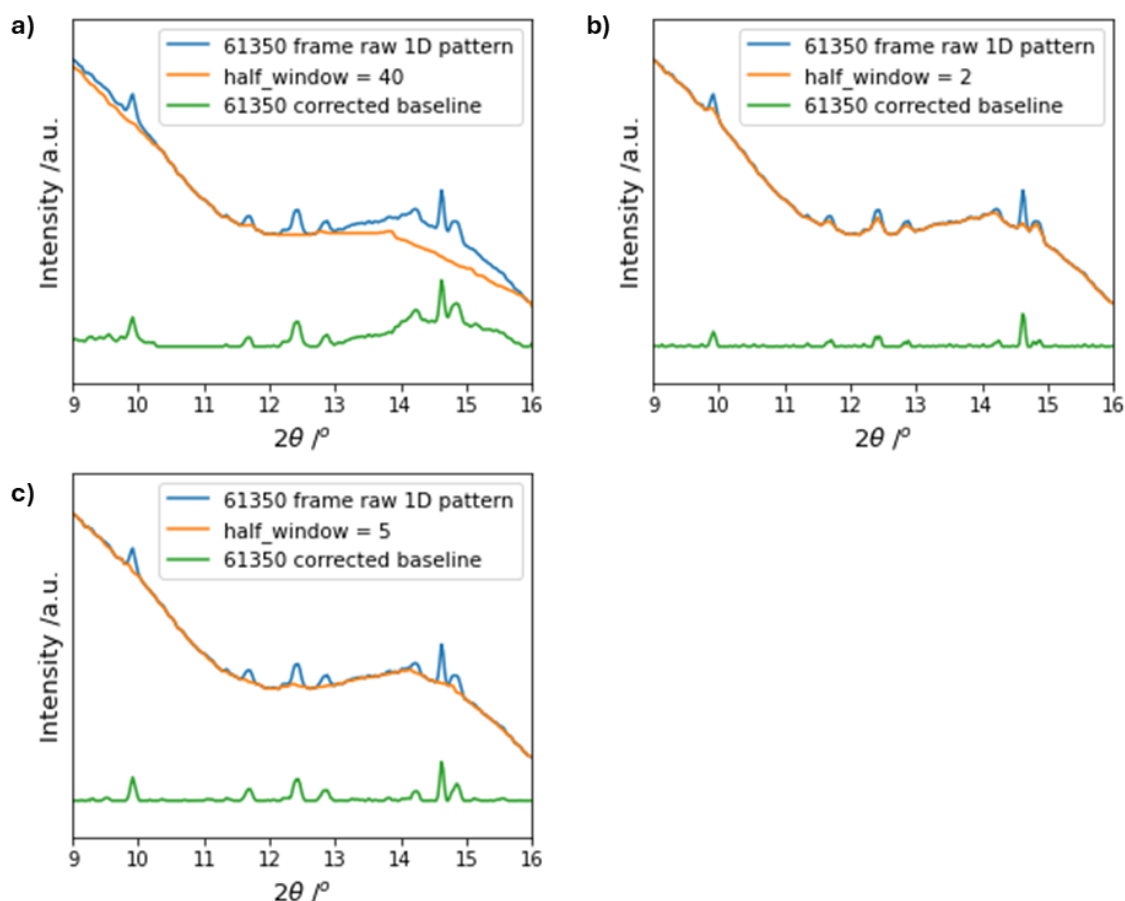 a)
61350 frame raw 1D pattern
half_window = 40
61350 corrected baseline
Intensity /a.u.
9 10 11 12 13 14 15 16
2θ /°
b)
61350 frame raw 1D pattern
half_window = 2
61350 corrected baseline
Intensity /a.u.
9 10 11 12 13 14 15 16
2θ /°
c)
61350 frame raw 1D pattern
half_window = 5
61350 corrected baseline
Intensity /a.u.
9 10 11 12 13 14 15 16
2θ /°